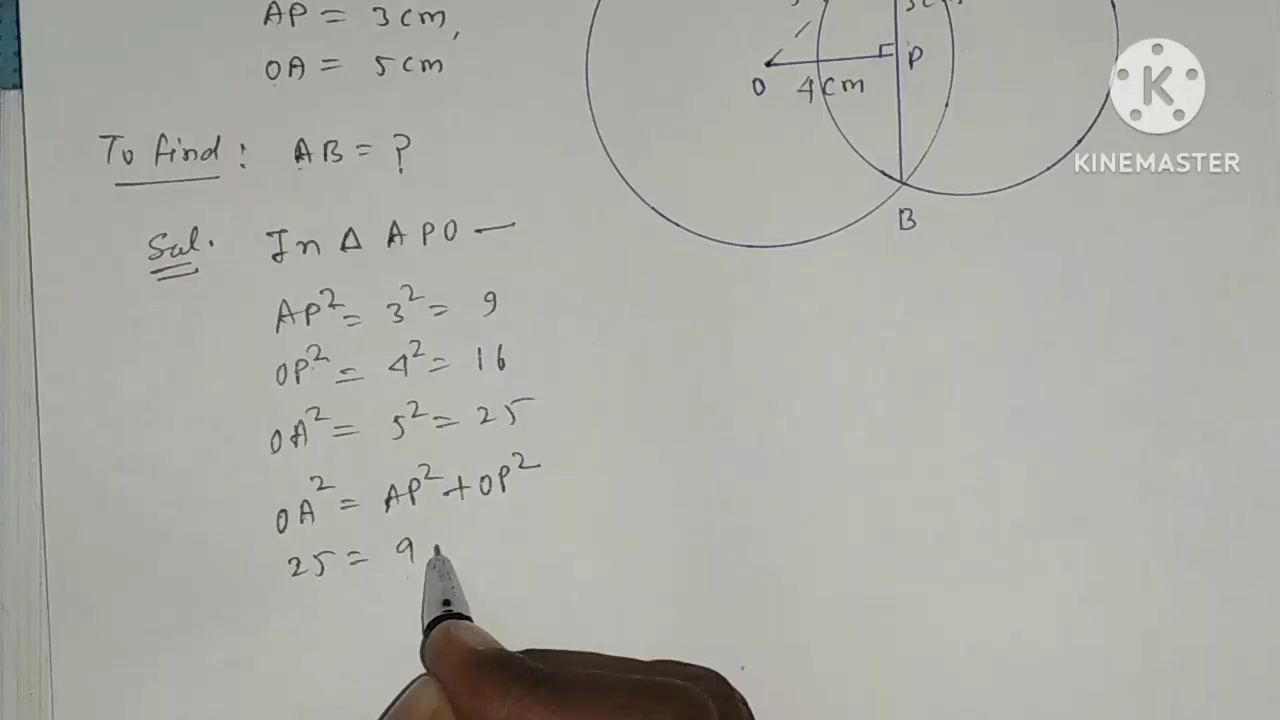 AP = 3cm,
OA = 5cm
O 4cm P
To find: AB = ?
B
Sol. In Δ APO —
AP² = 3² = 9
OP² = 4² = 16
OA² = 5² = 25
OA² = AP² + OP²
25 = 9
K
KINEMASTER